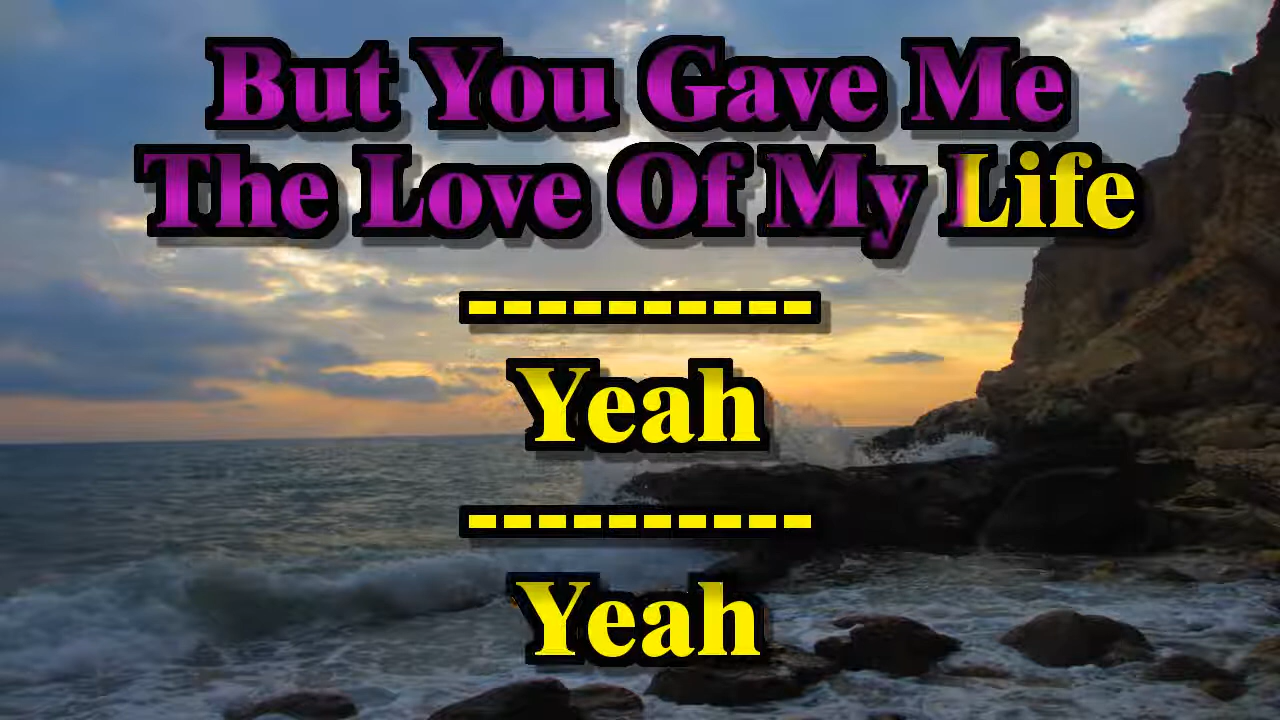 But You Gave Me
The Love Of My Life
----------
Yeah
----------
Yeah